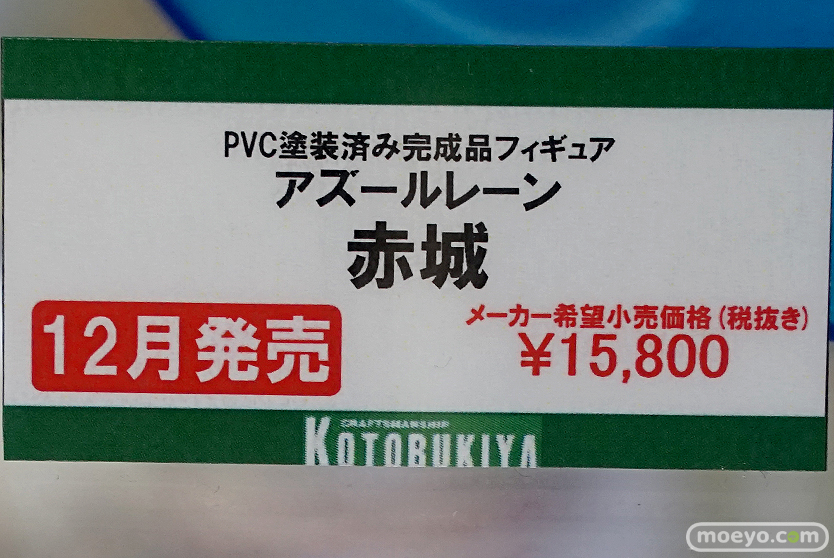 PVC塗装済み完成品フィギュア
アズールレーン
赤城
12月発売
メーカー希望小売価格(税抜き)
¥15,800
CRAFTSMANSHIP
KOTOBUKIYA
moeyo.com